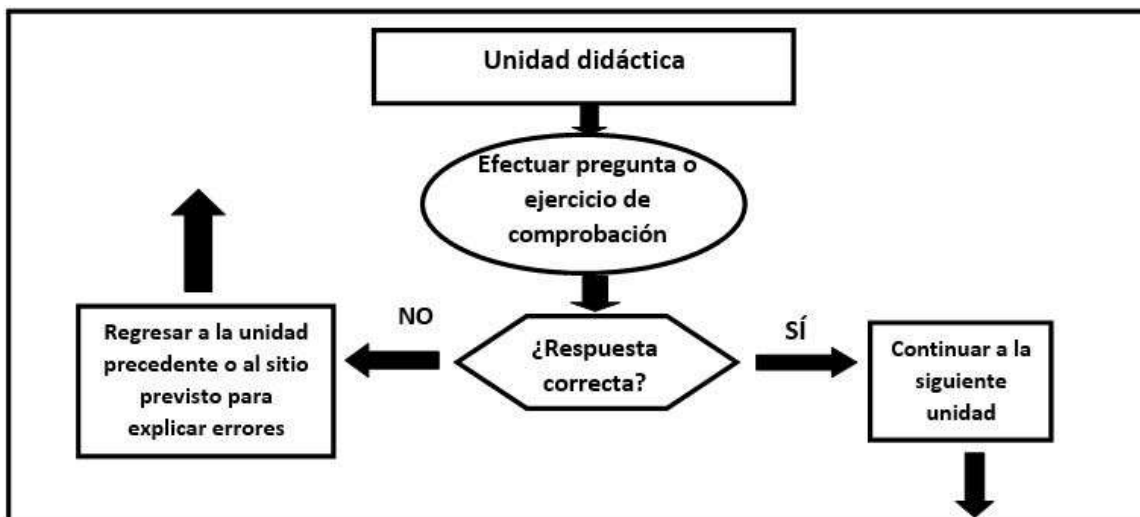 Unidad didáctica
Efectuar pregunta o
ejercicio de
comprobación
NO
¿Respuesta
correcta?
SÍ
Regresar a la unidad
precedente o al sitio
previsto para
explicar errores
Continuar a la
siguiente
unidad